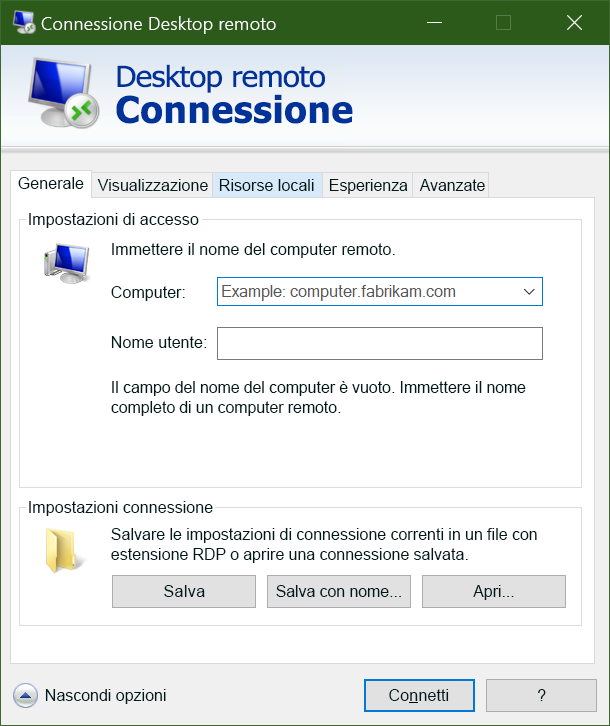 Connessione Desktop remoto
Desktop remoto
Connessione
Generale Visualizzazione Risorse locali Esperienza Avanzate
Impostazioni di accesso
Immettere il nome del computer remoto.
Computer: Example: computer.fabrikam.com
Nome utente:
Il campo del nome del computer è vuoto. Immettere il nome
completo di un computer remoto.
Impostazioni connessione
Salvare le impostazioni di connessione correnti in un file con
estensione RDP o aprire una connessione salvata.
Salva Salva con nome... Apri...
Nascondi opzioni Connetti ?